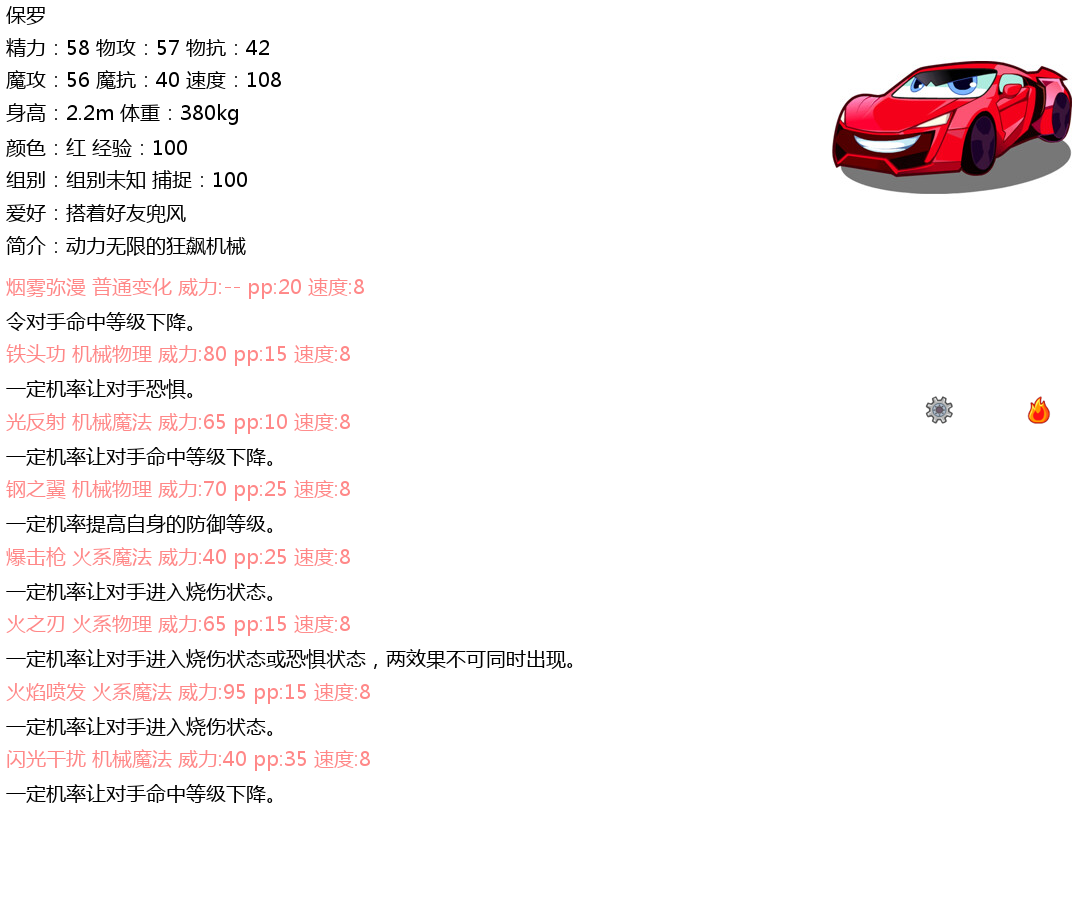 保罗
精力：58 物攻：57 物抗：42
魔攻：56 魔抗：40 速度：108
身高：2.2m 体重：380kg
颜色：红 经验：100
组别：组别未知 捕捉：100
爱好：搭着好友兜风
简介：动力无限的狂飙机械
烟雾弥漫 普通变化 威力:-- pp:20 速度:8
令对手命中等级下降。
铁头功 机械物理 威力:80 pp:15 速度:8
一定机率让对手恐惧。
光反射 机械魔法 威力:65 pp:10 速度:8
一定机率让对手命中等级下降。
钢之翼 机械物理 威力:70 pp:25 速度:8
一定机率提高自身的防御等级。
爆击枪 火系魔法 威力:40 pp:25 速度:8
一定机率让对手进入烧伤状态。
火之刃 火系物理 威力:65 pp:15 速度:8
一定机率让对手进入烧伤状态或恐惧状态，两效果不可同时出现。
火焰喷发 火系魔法 威力:95 pp:15 速度:8
一定机率让对手进入烧伤状态。
闪光干扰 机械魔法 威力:40 pp:35 速度:8
一定机率让对手命中等级下降。